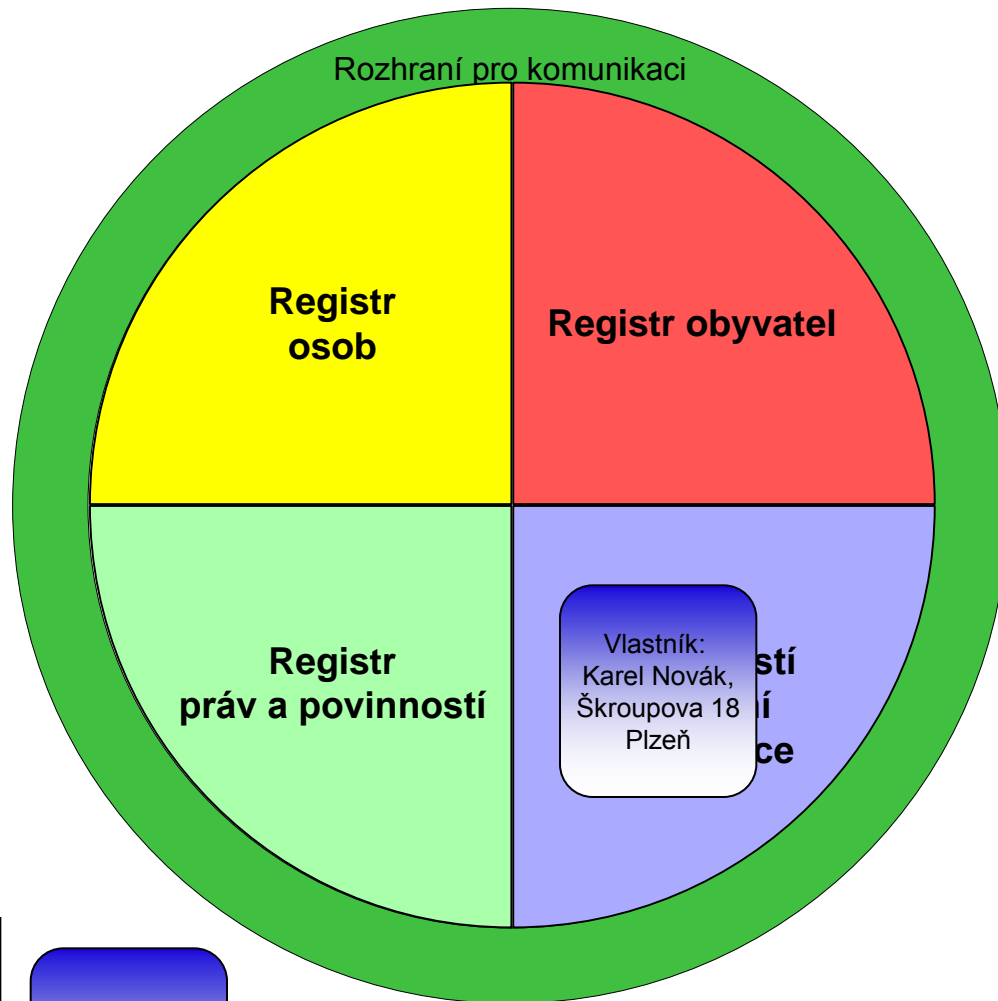 Rozhraní pro komunikaci
Registr
osob
Registr obyvatel
Registr
práv a povinností
Vlastník:
Karel Novák,
Škroupova 18
Plzeň